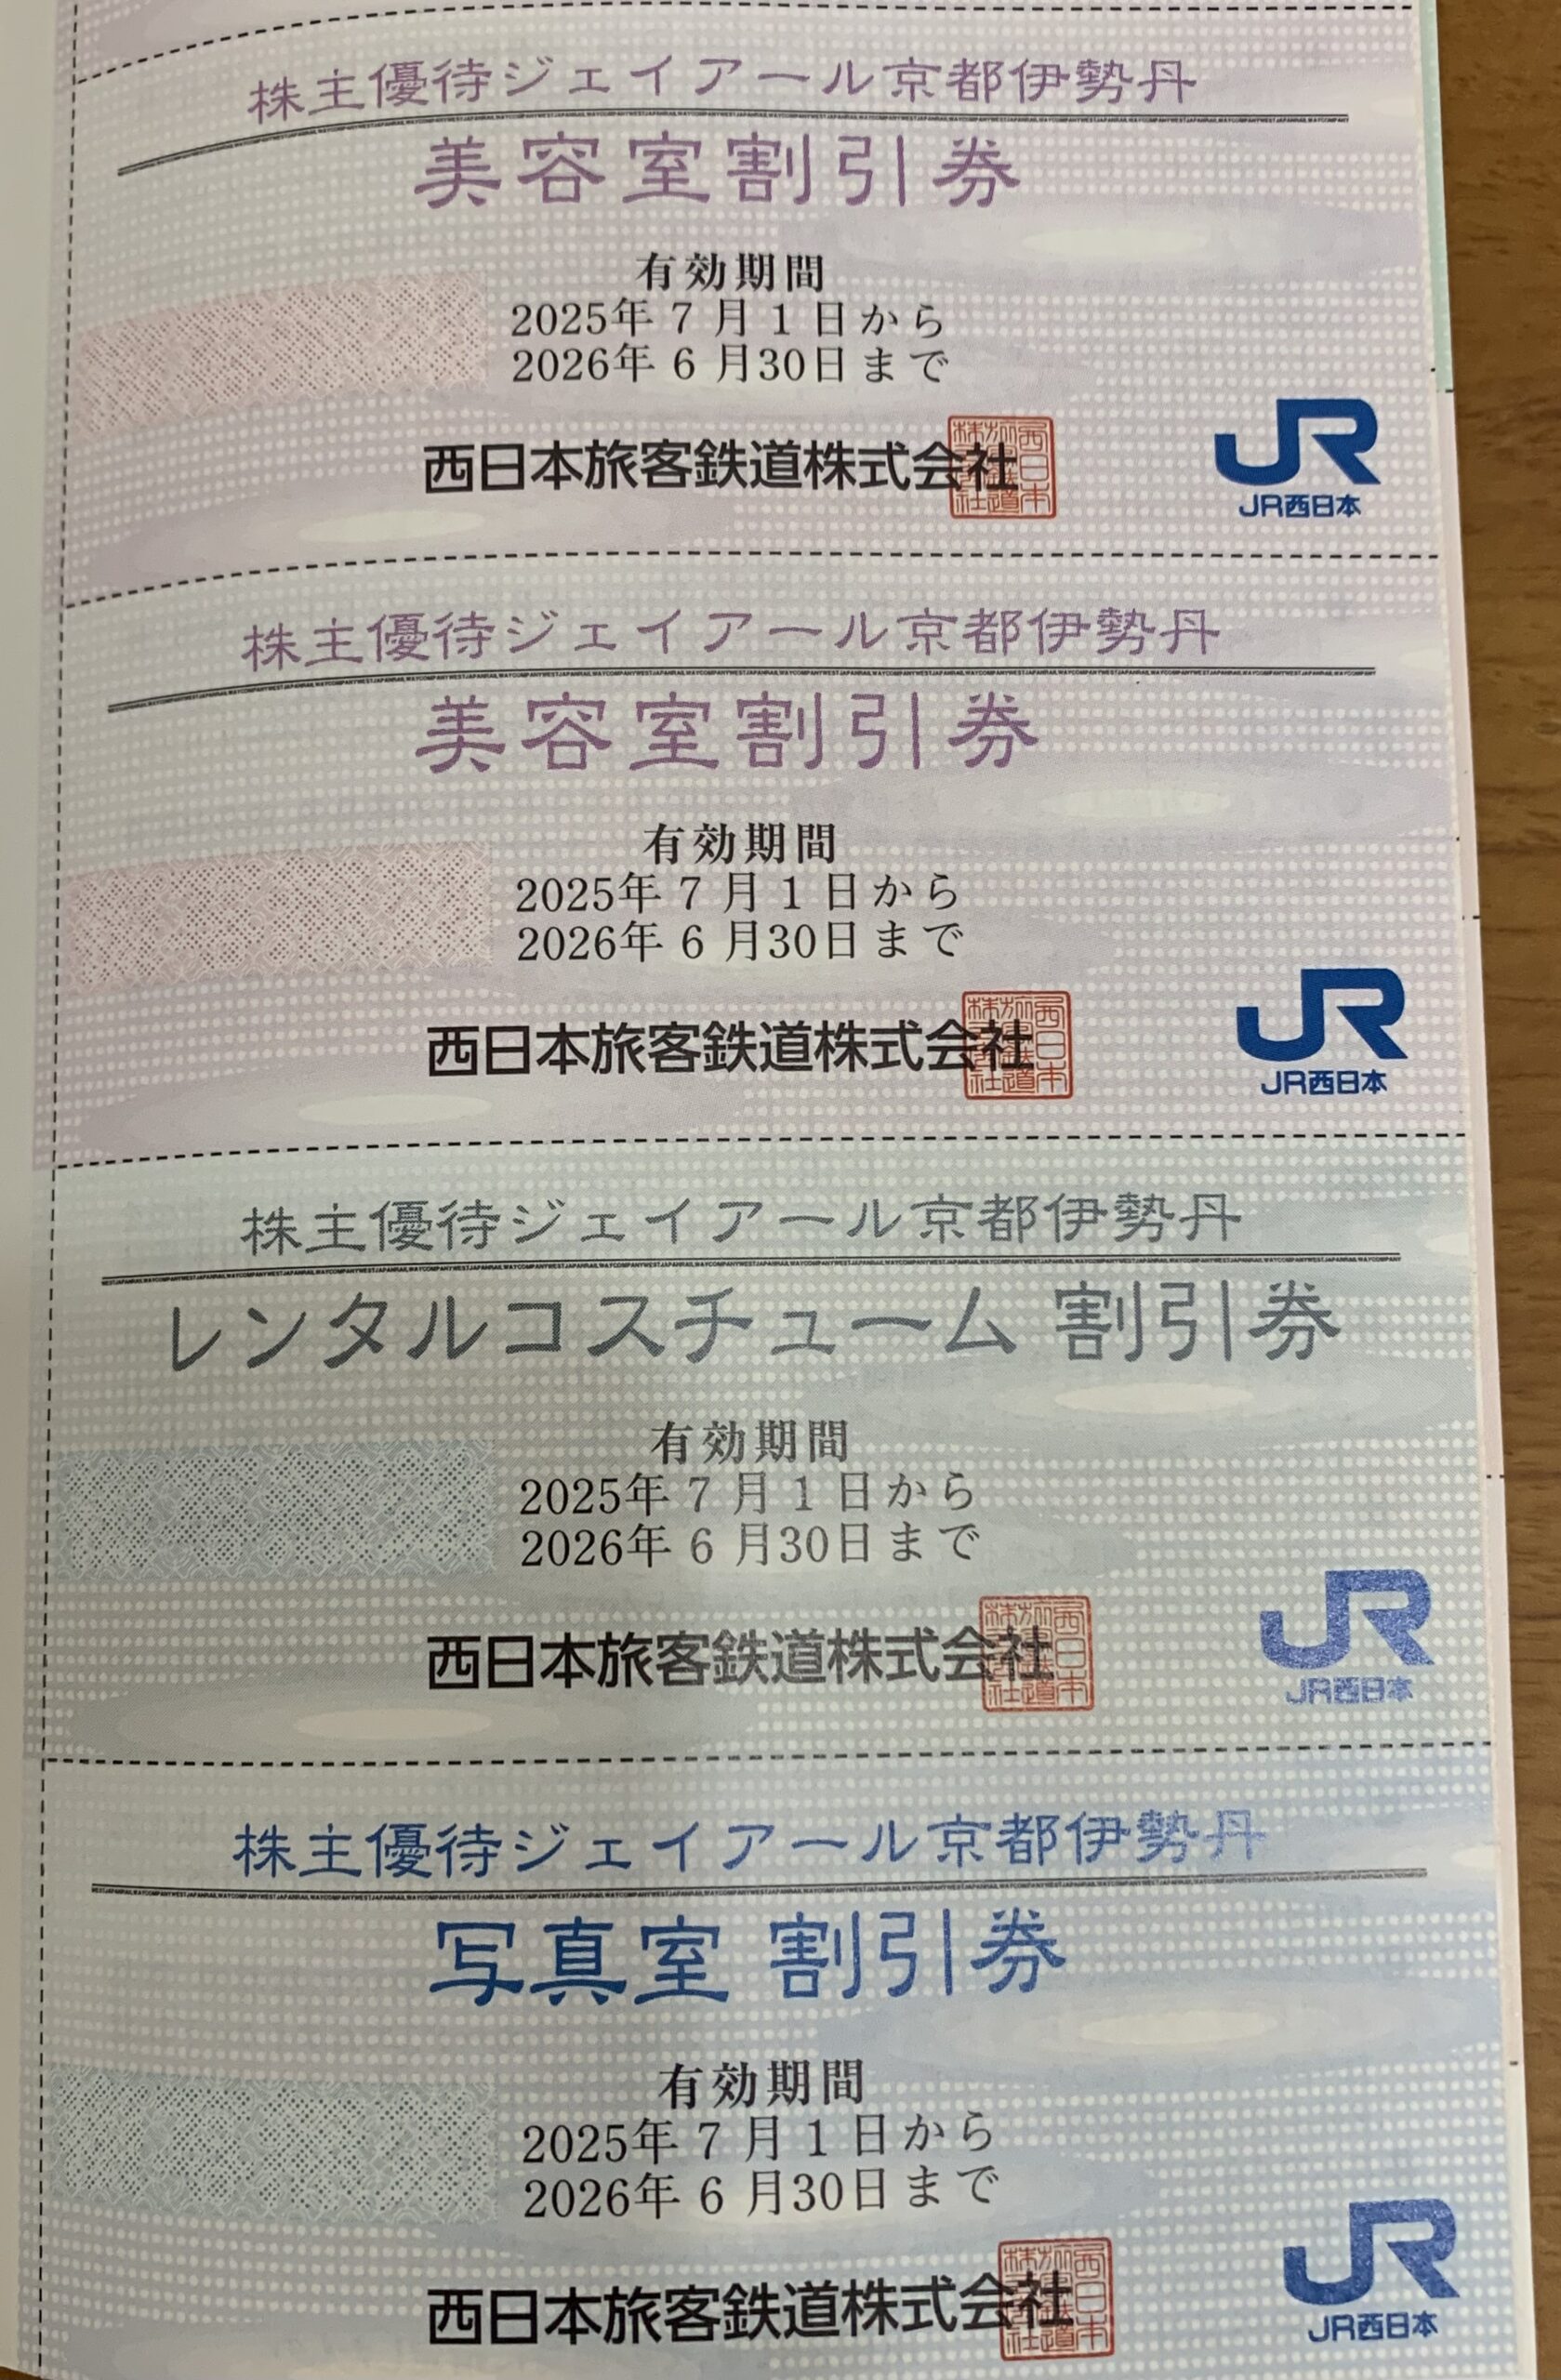 株主優待ジェイアール京都伊勢丹
美容室割引券
有効期間
2025年7月1日から
2026年6月30日まで
西日本旅客鉄道株式会社
JR
JR西日本
株主優待ジェイアール京都伊勢丹
美容室割引券
有効期間
2025年7月1日から
2026年6月30日まで
西日本旅客鉄道株式会社
JR
JR西日本
株主優待ジェイアール京都伊勢丹
レンタルコスチューム 割引券
有効期間
2025年7月1日から
2026年6月30日まで
西日本旅客鉄道株式会社
JR
JR西日本
株主優待ジェイアール京都伊勢丹
写真室 割引券
有効期間
2025年7月1日から
2026年6月30日まで
西日本旅客鉄道株式会社
JR
JR西日本